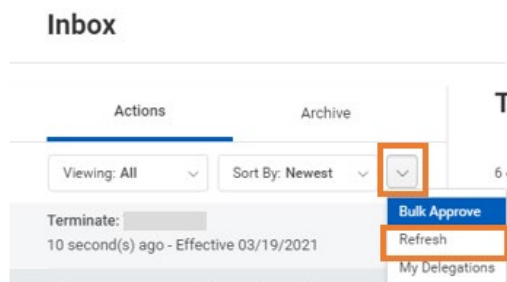 Inbox
Actions Archive
Viewing: All Sort By: Newest
Bulk Approve
Terminate:
Refresh
10 second(s) ago - Effective 03/19/2021
My Delegations